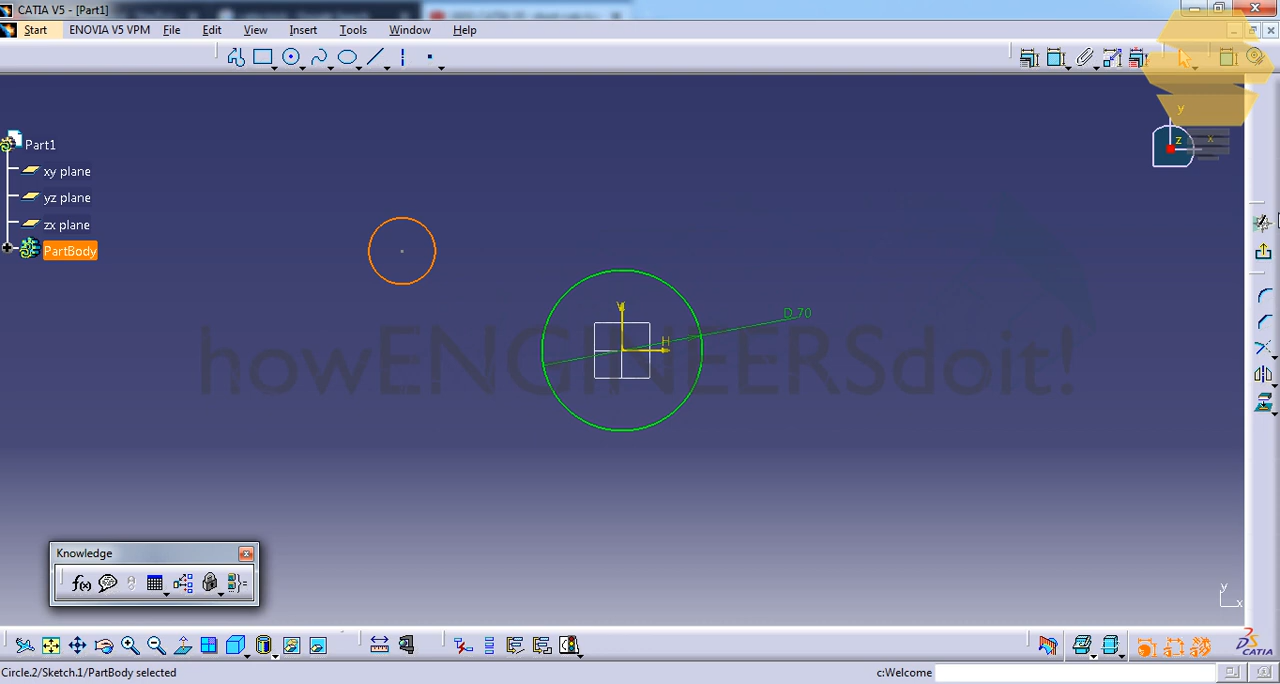 CATIA V5 - [Part1]
Start ENOVIA V5 VPM File Edit View Insert Tools Window Help
y
z x
Part1
xy plane
yz plane
zx plane
PartBody
D 70
V
H
howENGINEERSdoit!
Knowledge
f(x)
y
x
CATIA
Circle.2/Sketch.1/PartBody selected
c:Welcome